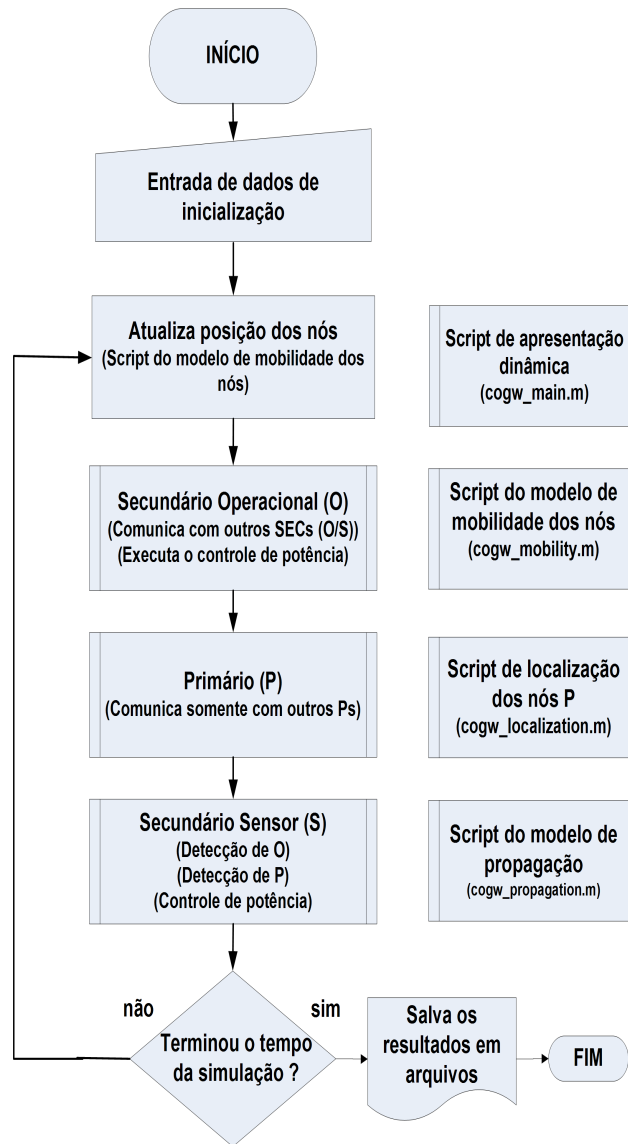 INÍCIO
Entrada de dados de
inicialização
Atualiza posição dos nós
(Script do modelo de mobilidade dos
nós)
Script de apresentação
dinâmica
(cogw_main.m)
Secundário Operacional (O)
(Comunica com outros SECs (O/S))
(Executa o controle de potência)
Script do modelo de
mobilidade dos nós
(cogw_mobility.m)
Primário (P)
(Comunica somente com outros Ps)
Script de localização
dos nós P
(cogw_localization.m)
Secundário Sensor (S)
(Detecção de O)
(Detecção de P)
(Controle de potência)
Script do modelo de
propagação
(cogw_propagation.m)
não
sim
Terminou o tempo
da simulação ?
Salva os
resultados em
arquivos
FIM